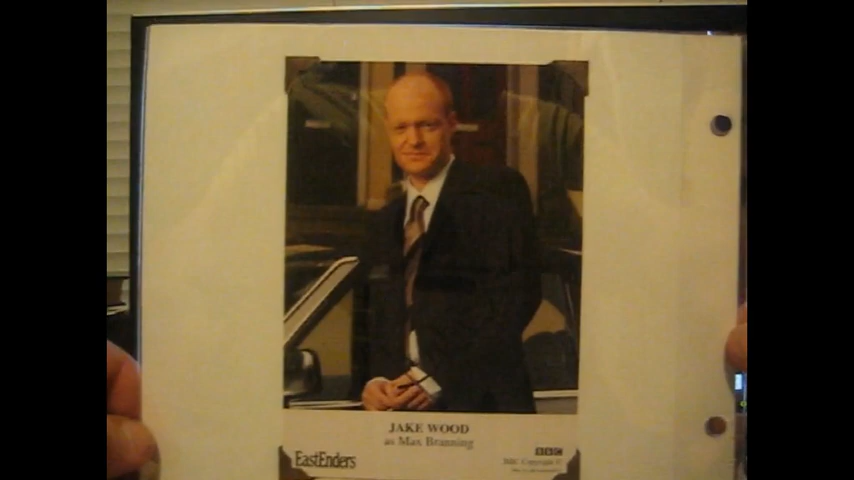 JAKE WOOD
as Max Branning
EastEnders
BBC
BBC Copyright ©